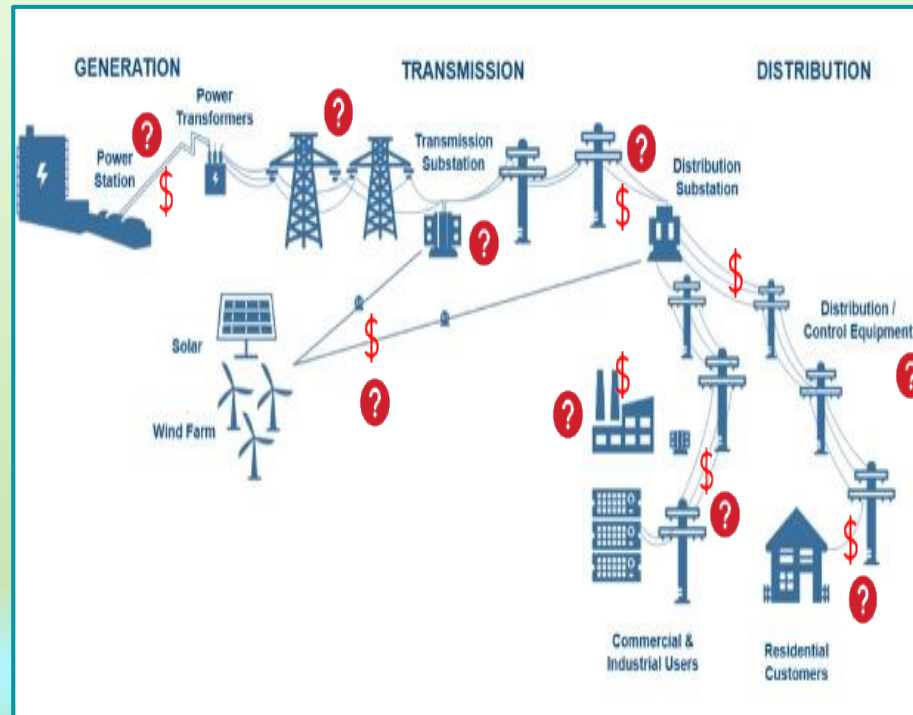 GENERATION
TRANSMISSION
DISTRIBUTION
Power
Transformers
?
?
Power
Station
$
Transmission
Substation
?
?
$
Distribution
Substation
$
Solar
Wind Farm
$
?
Distribution /
Control Equipment
?
$
?
$
?
$
?
Commercial &
Industrial Users
Residential
Customers